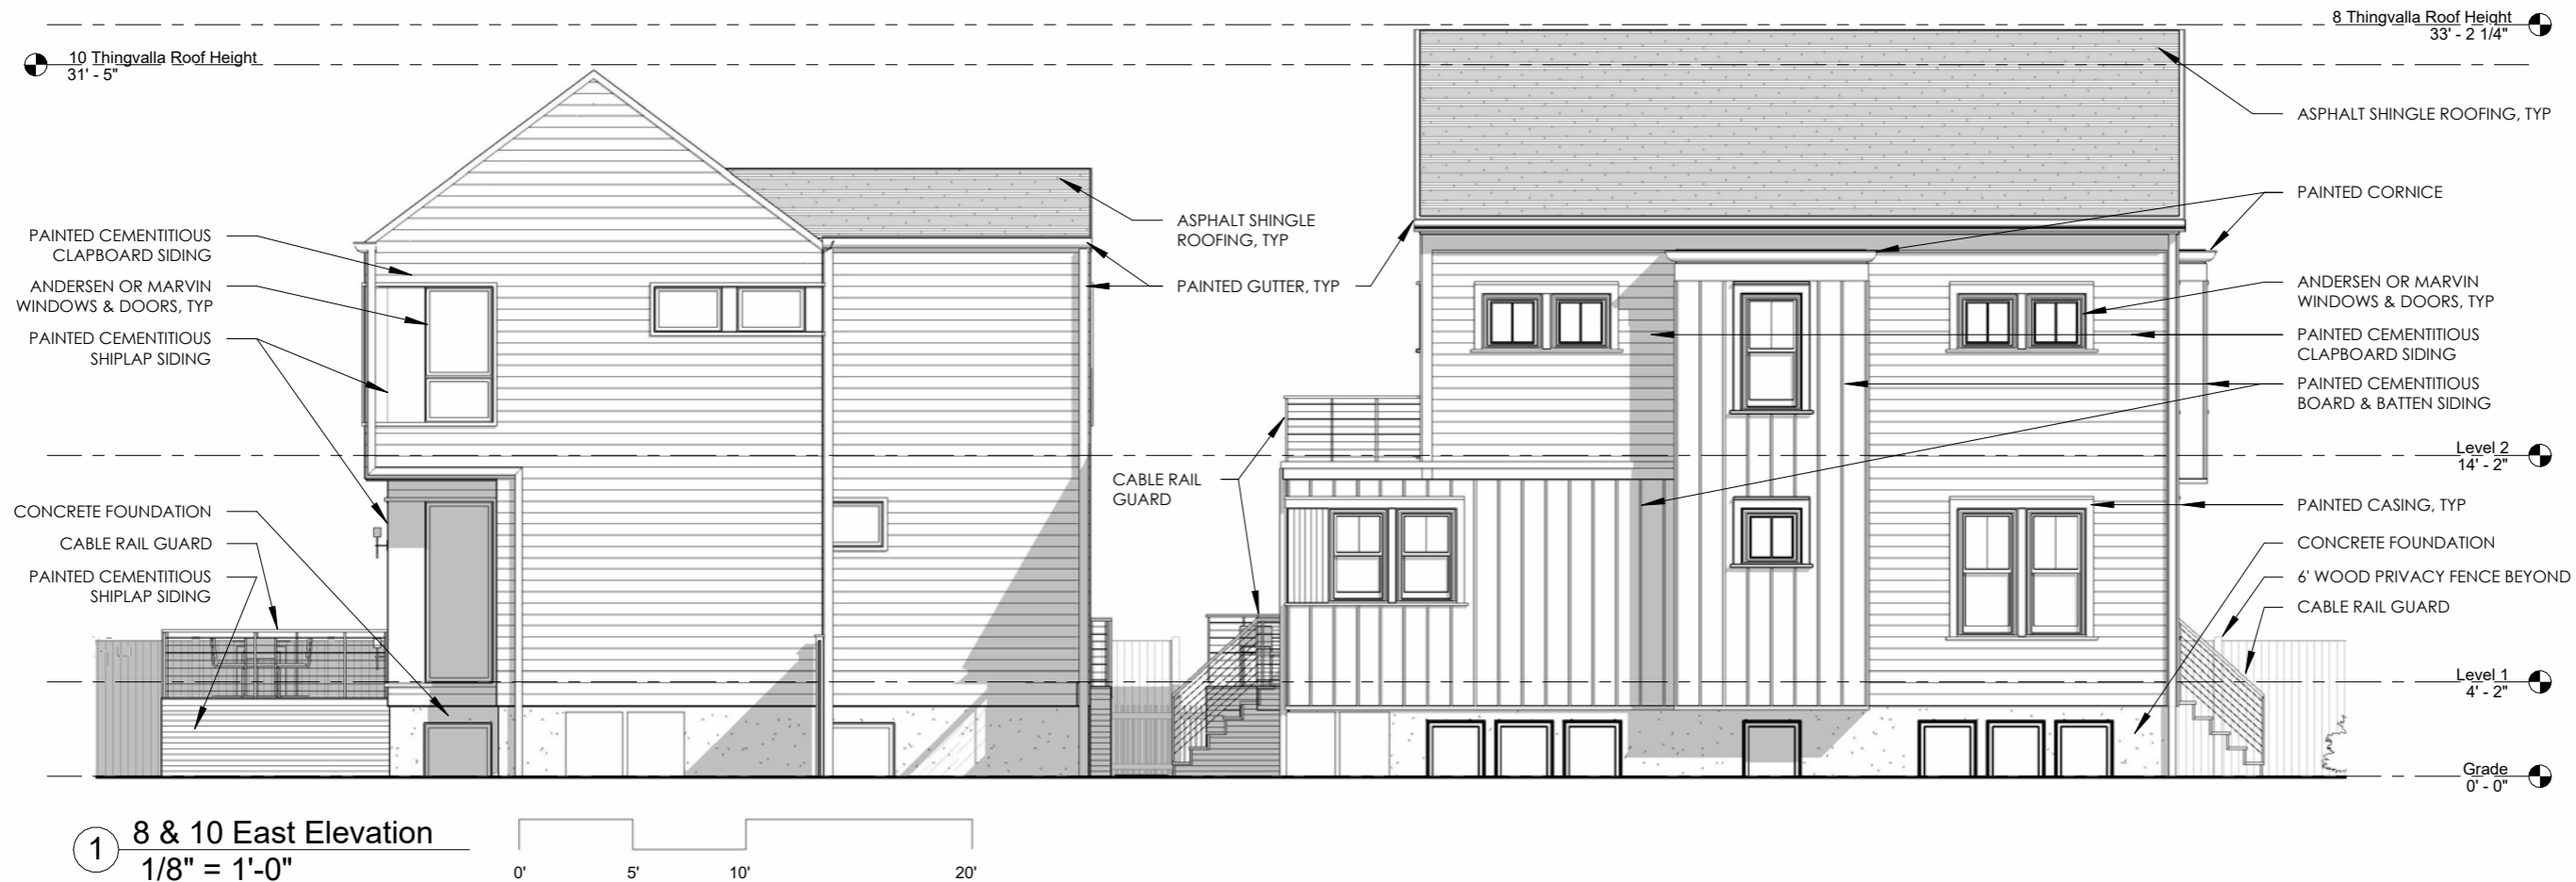 8 Thingvalla Roof Height
33' - 2 1/4"
10 Thingvalla Roof Height
31' - 5"
PAINTED CEMENTITIOUS
CLAPBOARD SIDING
ANDERSEN OR MARVIN
WINDOWS & DOORS, TYP
PAINTED CEMENTITIOUS
SHIPLAP SIDING
CONCRETE FOUNDATION
CABLE RAIL GUARD
PAINTED CEMENTITIOUS
SHIPLAP SIDING
ASPHALT SHINGLE
ROOFING, TYP
PAINTED GUTTER, TYP
CABLE RAIL
GUARD
ASPHALT SHINGLE ROOFING, TYP
PAINTED CORNICE
ANDERSEN OR MARVIN
WINDOWS & DOORS, TYP
PAINTED CEMENTITIOUS
CLAPBOARD SIDING
PAINTED CEMENTITIOUS
BOARD & BATTEN SIDING
Level 2
14' - 2"
PAINTED CASING, TYP
CONCRETE FOUNDATION
6' WOOD PRIVACY FENCE BEYOND
CABLE RAIL GUARD
Level 1
4' - 2"
Grade
0' - 0"
1
8 & 10 East Elevation
1/8" = 1'-0"
0' 5' 10' 20'